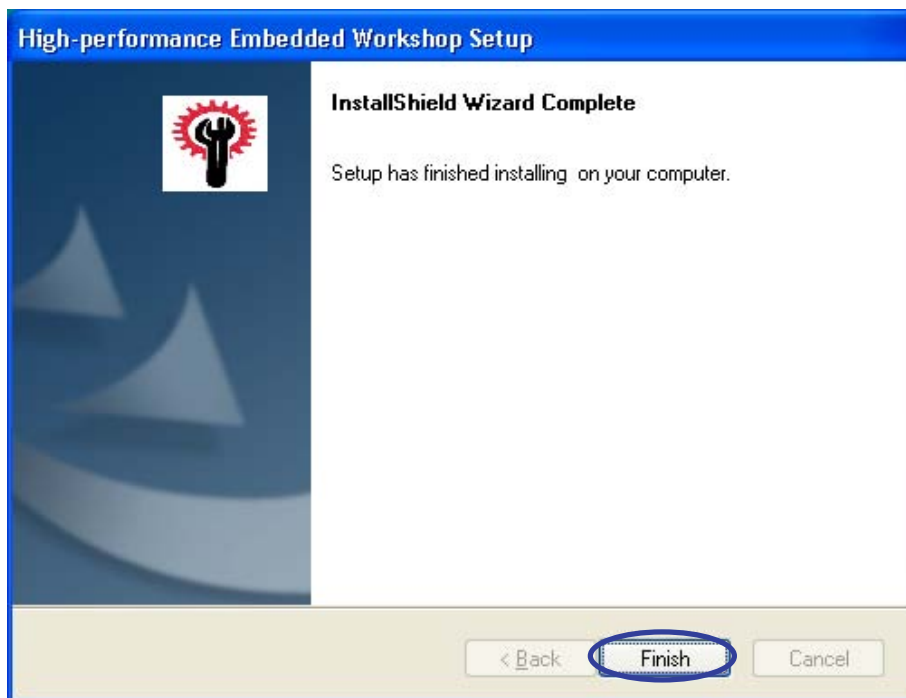 High-performance Embedded Workshop Setup
InstallShield Wizard Complete
Setup has finished installing  on your computer.
< Back
Finish
Cancel